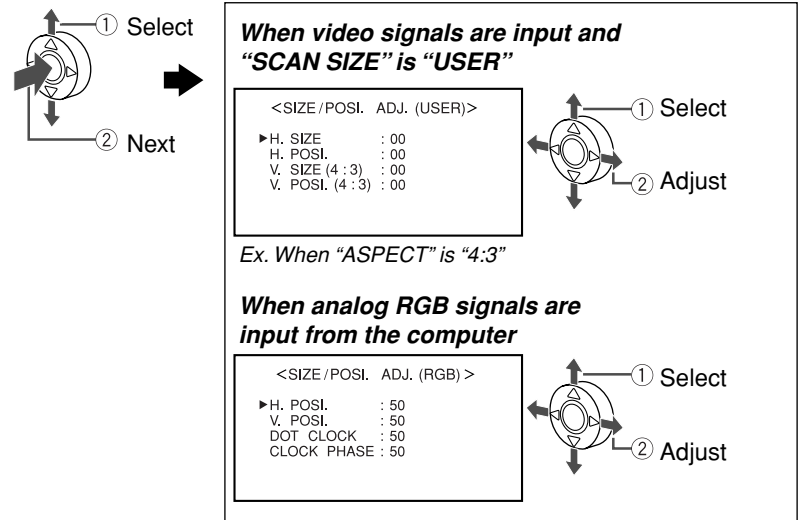 ① Select
② Next
When video signals are input and
“SCAN SIZE” is “USER”
<SIZE/POSI. ADJ. (USER)>
►H. SIZE : 00
H. POSI. : 00
V. SIZE (4 : 3) : 00
V. POSI. (4 : 3) : 00
① Select
② Adjust
Ex. When “ASPECT” is “4:3”
When analog RGB signals are
input from the computer
<SIZE/POSI. ADJ. (RGB) >
►H. POSI. : 50
V. POSI. : 50
DOT CLOCK : 50
CLOCK PHASE : 50
① Select
② Adjust